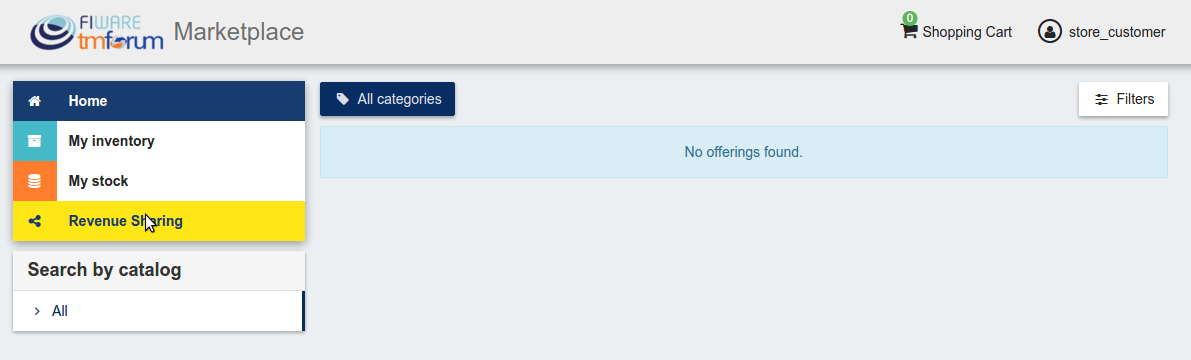 FIWARE
tmforum
Marketplace
0
Shopping Cart
store_customer
Home
My inventory
My stock
Revenue Sharing
Search by catalog
All
All categories
Filters
No offerings found.